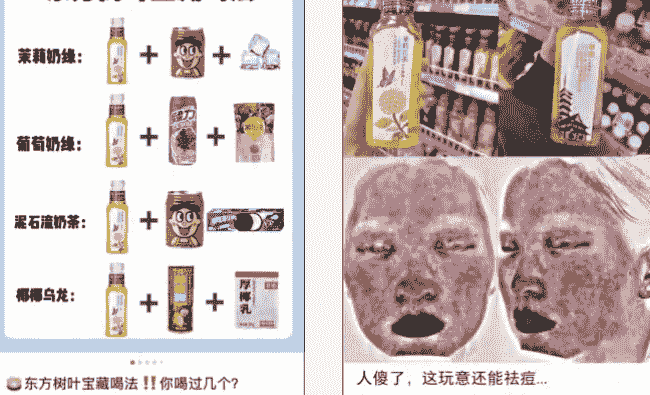 茉莉奶绿：
葡萄奶绿：
泥石流奶茶：
椰椰乌龙：
厚椰乳
东方树叶宝藏喝法‼️你喝过几个?
人傻了，这玩意还能祛痘...